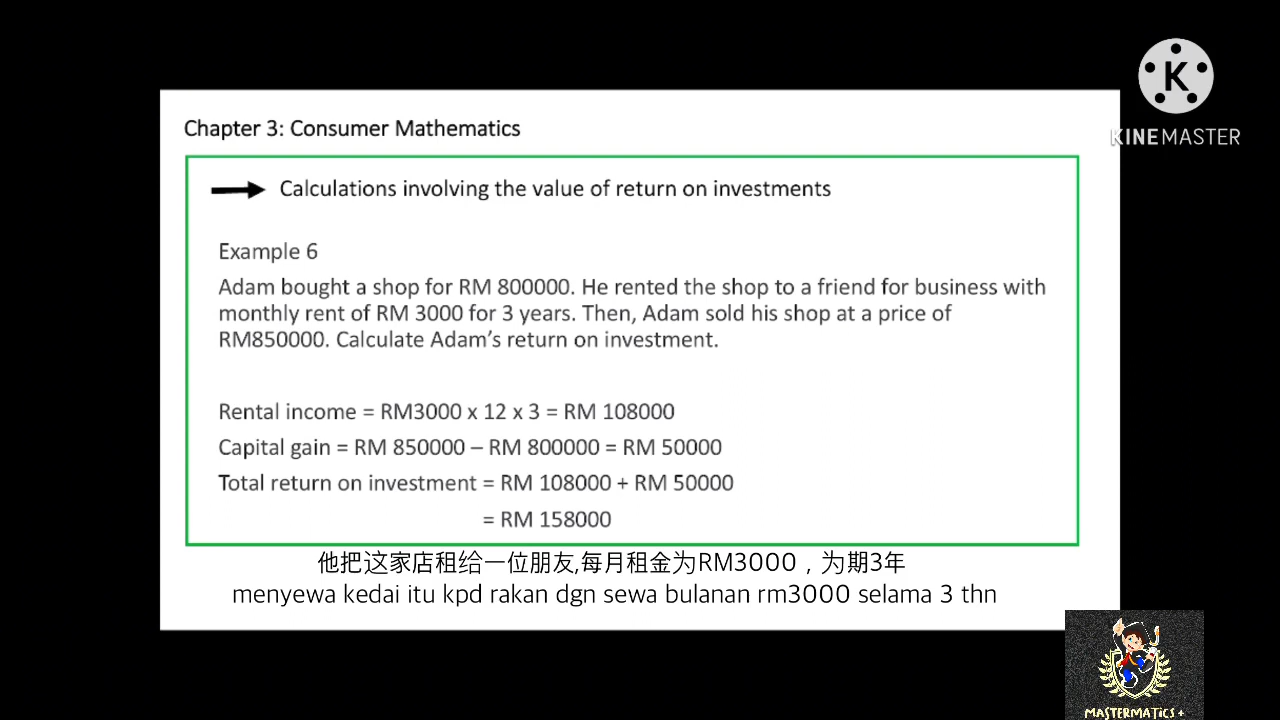 K
KINEMASTER
Chapter 3: Consumer Mathematics
Calculations involving the value of return on investments
Example 6
Adam bought a shop for RM 800000. He rented the shop to a friend for business with
monthly rent of RM 3000 for 3 years. Then, Adam sold his shop at a price of
RM850000. Calculate Adam's return on investment.
Rental income = RM3000 x 12 x 3 = RM 108000
Capital gain = RM 850000 – RM 800000 = RM 50000
Total return on investment = RM 108000 + RM 50000
= RM 158000
他把这家店租给一位朋友,每月租金为RM3000，为期3年
menyewa kedai itu kpd rakan dgn sewa bulanan rm3000 selama 3 thn
MASTERMATICS +